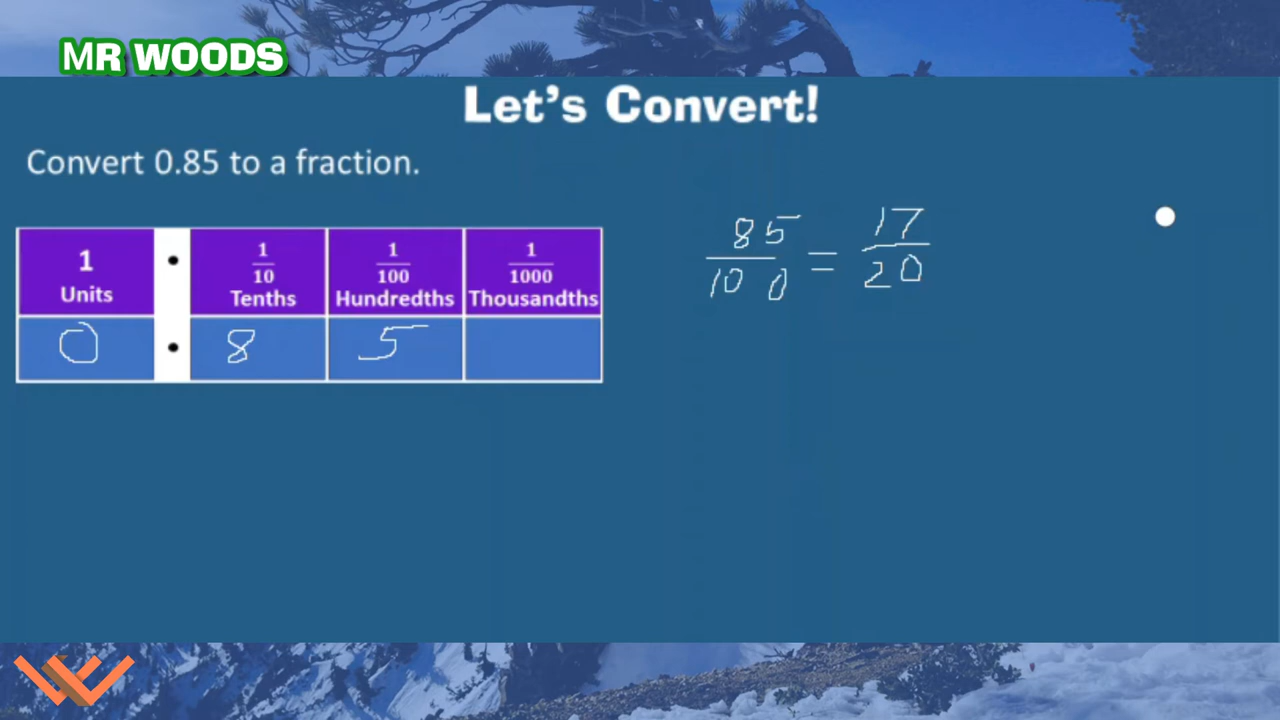 MR WOODS
Let's Convert!
Convert 0.85 to a fraction.
1 Units • 1/10 Tenths 1/100 Hundredths 1/1000 Thousandths
0 • 8 5
85/100 = 17/20